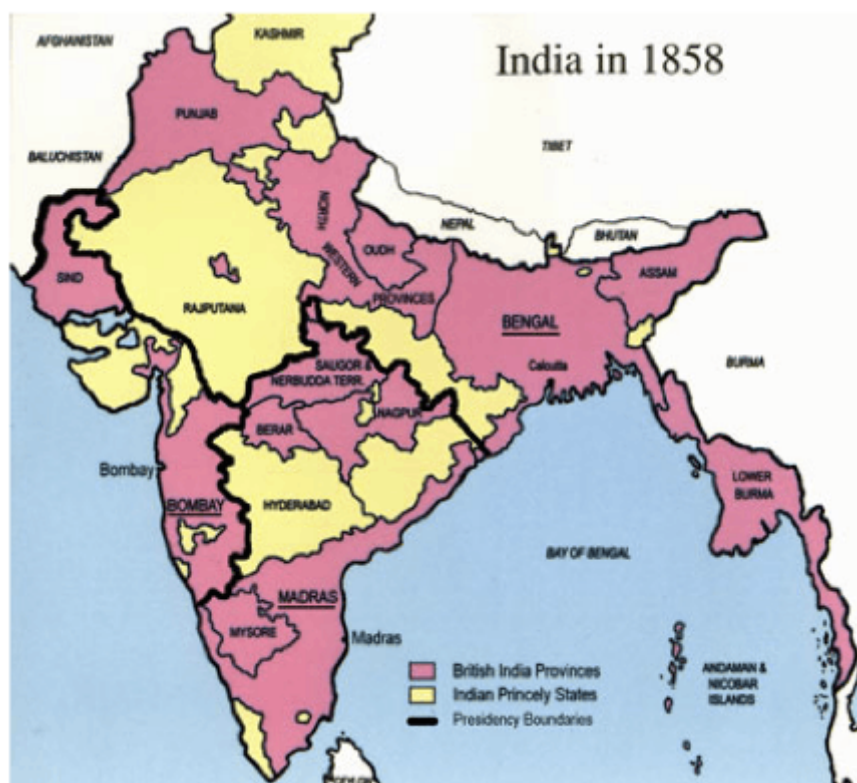 KASHMIR
AFGHANISTAN
India in 1858
PUNJAB
TIBET
BALUCHISTAN
NORTH
NEPAL
BHUTAN
OUDH
WESTERN
ASSAM
SIND
PROVINCES
RAJPUTANA
BENGAL
SAUGOR &
NERBUDDA TERR.
Calcutta
BURMA
NAGPUR
BERAR
Bombay
LOWER
BURMA
BOMBAY
HYDERABAD
BAY OF BENGAL
MADRAS
MYSORE
Madras
British India Provinces
Indian Princely States
Presidency Boundaries
ANDAMAN &
NICOBAR
ISLANDS